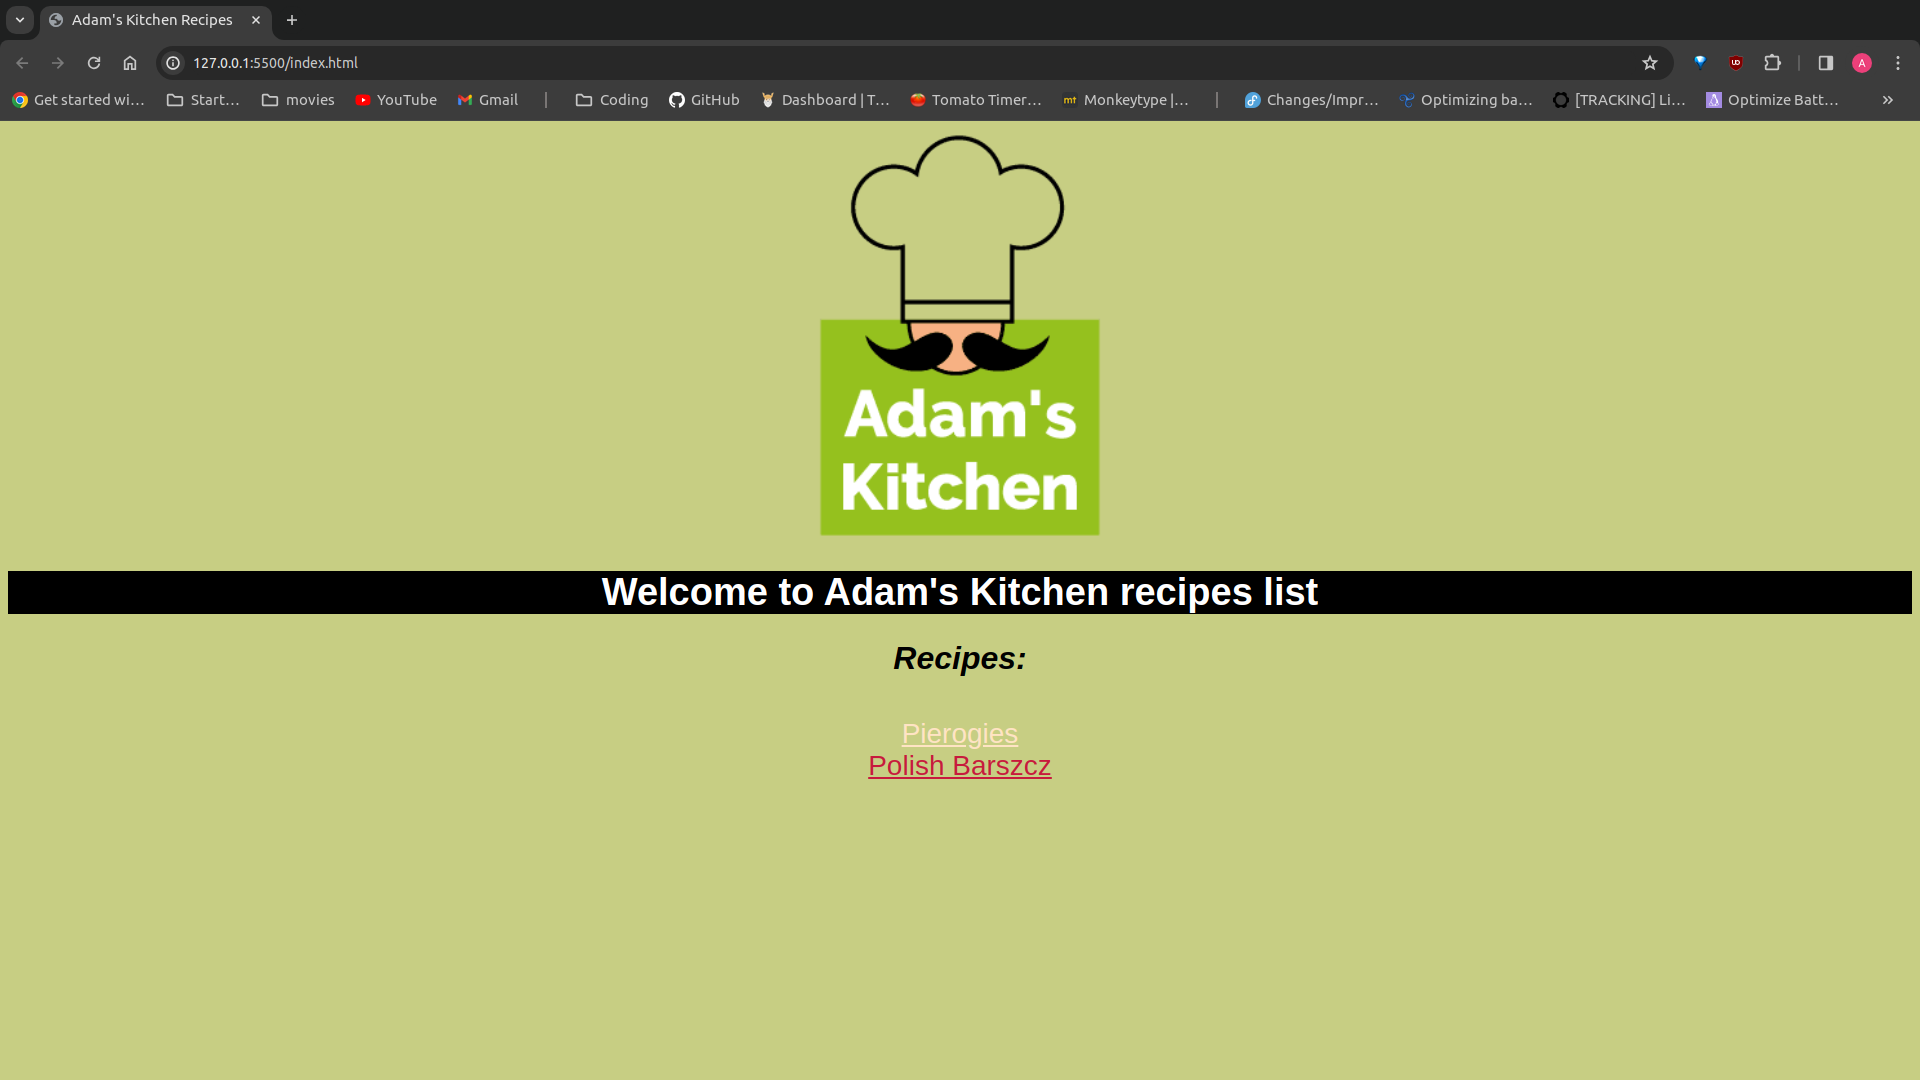 Adam's Kitchen Recipes
127.0.0.1:5500/index.html
A
Get started wi...
Start...
movies
YouTube
Gmail
Coding
GitHub
Dashboard | T...
Tomato Timer...
mt
Monkeytype |...
Changes/Impr...
Optimizing ba...
[TRACKING] Li...
Optimize Batt...
Adam's
Kitchen
Welcome to Adam's Kitchen recipes list
Recipes:
Pierogies
Polish Barszcz